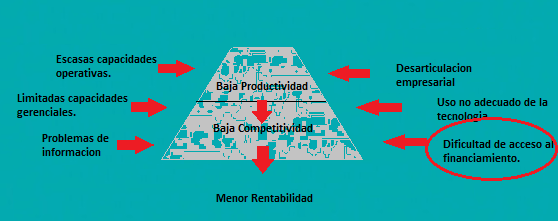 Escasas capacidades
operativas.
Desarticulacion
empresarial
Baja Productividad
Limitadas capacidades
gerenciales.
Uso no adecuado de la
tecnologia
Baja Competitividad
Problemas de
informacion
Dificultad de acceso al
financiamiento.
Menor Rentabilidad